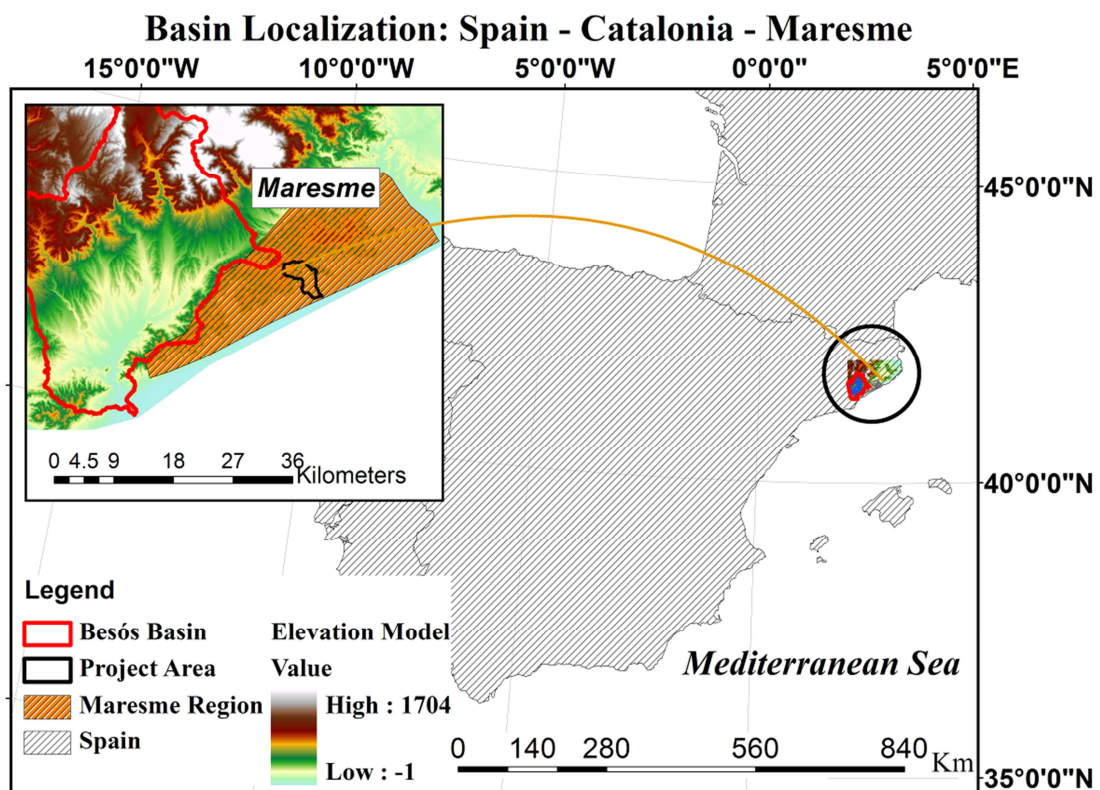 Basin Localization: Spain - Catalonia - Maresme
15°0'0"W 10°0'0"W 5°0'0"W 0°0'0" 5°0'0"E
Maresme
45°0'0"N
0 4.5 9 18 27 36
Kilometers
40°0'0"N
Legend
Besós Basin
Project Area
Maresme Region
Spain
Elevation Model
Value
High : 1704
Low : -1
Mediterranean Sea
0 140 280 560 840
Km
35°0'0"N